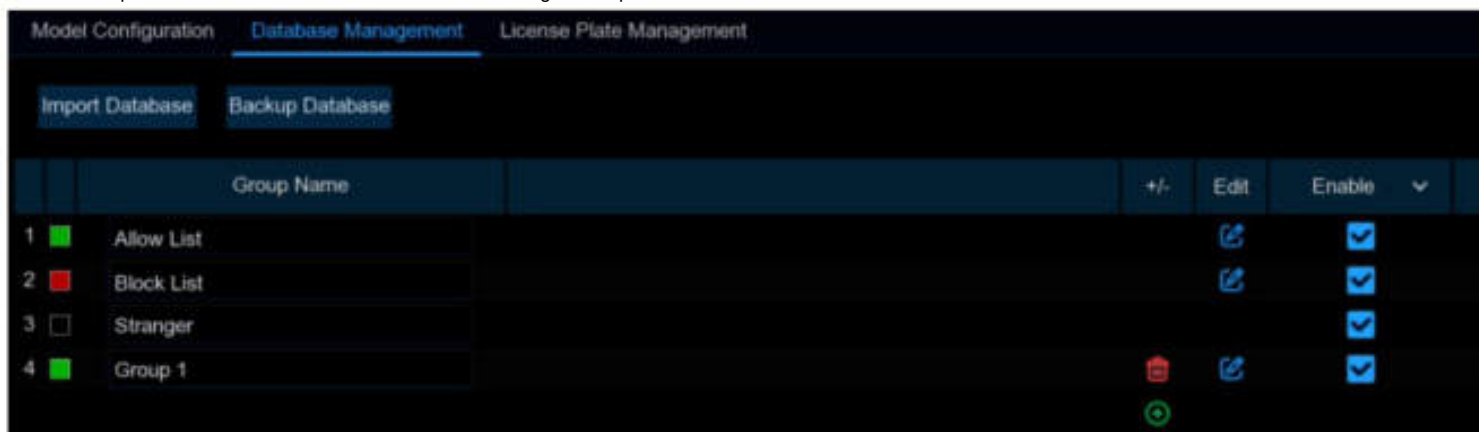 Model Configuration Database Management License Plate Management
Import Database Backup Database
Group Name +/- Edit Enable
1 Allow List
2 Block List
3 Stranger
4 Group 1